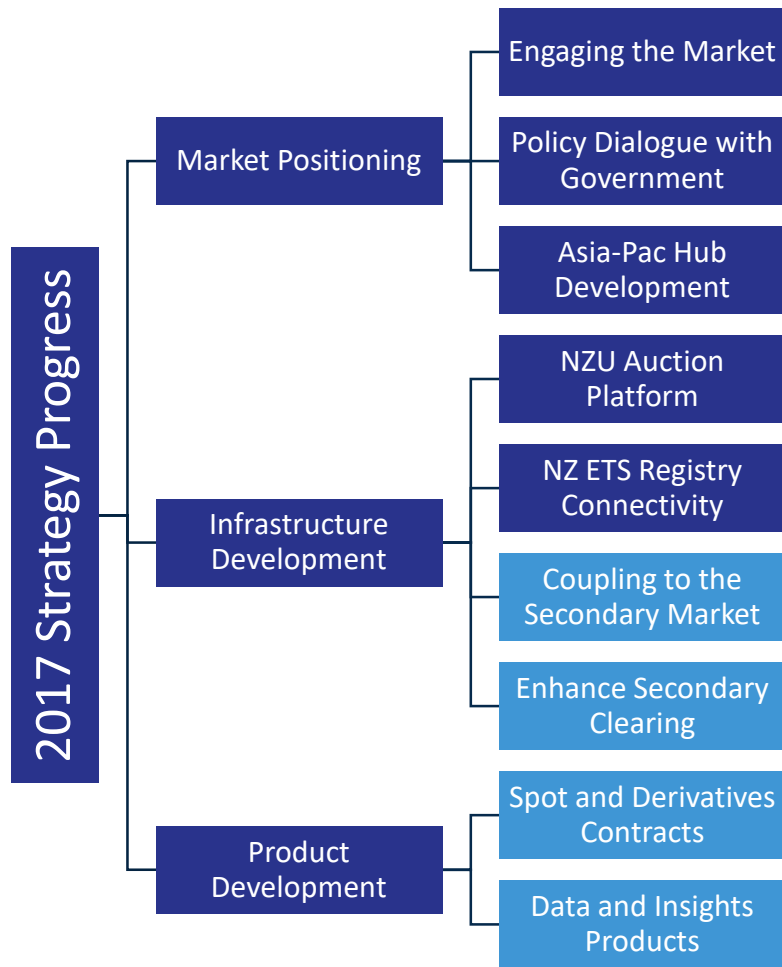 2017 Strategy Progress
Market Positioning
Engaging the Market
Policy Dialogue with
Government
Asia-Pac Hub
Development
Infrastructure
Development
NZU Auction
Platform
NZ ETS Registry
Connectivity
Coupling to the
Secondary Market
Enhance Secondary
Clearing
Product
Development
Spot and Derivatives
Contracts
Data and Insights
Products